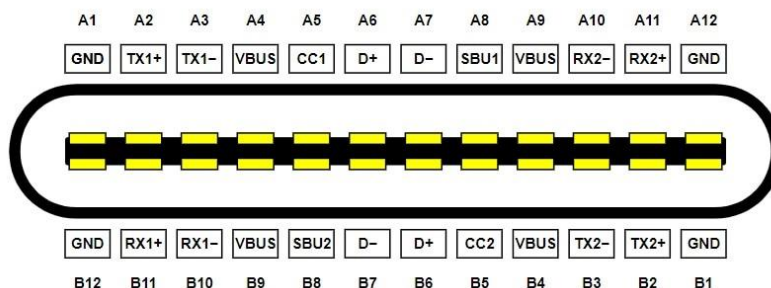 A1 A2 A3 A4 A5 A6 A7 A8 A9 A10 A11 A12
GND TX1+ TX1− VBUS CC1 D+ D− SBU1 VBUS RX2− RX2+ GND
GND RX1+ RX1− VBUS SBU2 D− D+ CC2 VBUS TX2− TX2+ GND
B12 B11 B10 B9 B8 B7 B6 B5 B4 B3 B2 B1